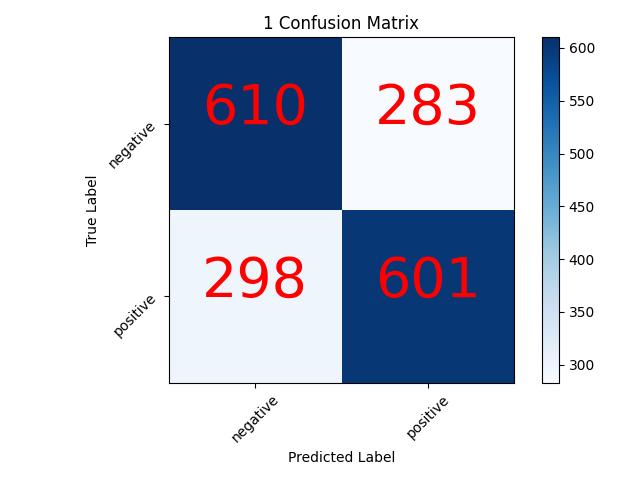 1 Confusion Matrix
610 283
298 601
negative
positive
True Label
negative positive
Predicted Label
600
550
500
450
400
350
300